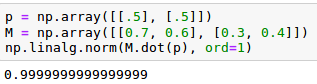 p = np.array([[.5], [.5]])
M = np.array([[0.7, 0.6], [0.3, 0.4]])
np.linalg.norm(M.dot(p), ord=1)
0.9999999999999999